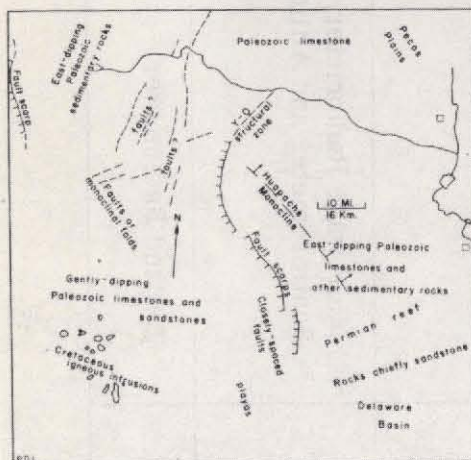 East-dipping
Paleozoic
sedimentary rocks
Paleozoic limestone
Pecos
Plains
Fault scarp
faults ?
faults ?
Y-O
structural
zone
Faults or
monoclinal folds
N
Huapache
Monocline
10 Mi.
16 Km.
East-dipping Paleozoic
limestones and
other sedimentary rocks
Fault scarps
Closely-spaced
faults
Gently-dipping
Paleozoic limestones and
sandstones
Permian reef
Cretaceous
igneous intrusions
Rocks chiefly sandstone
playas
Delaware
Basin